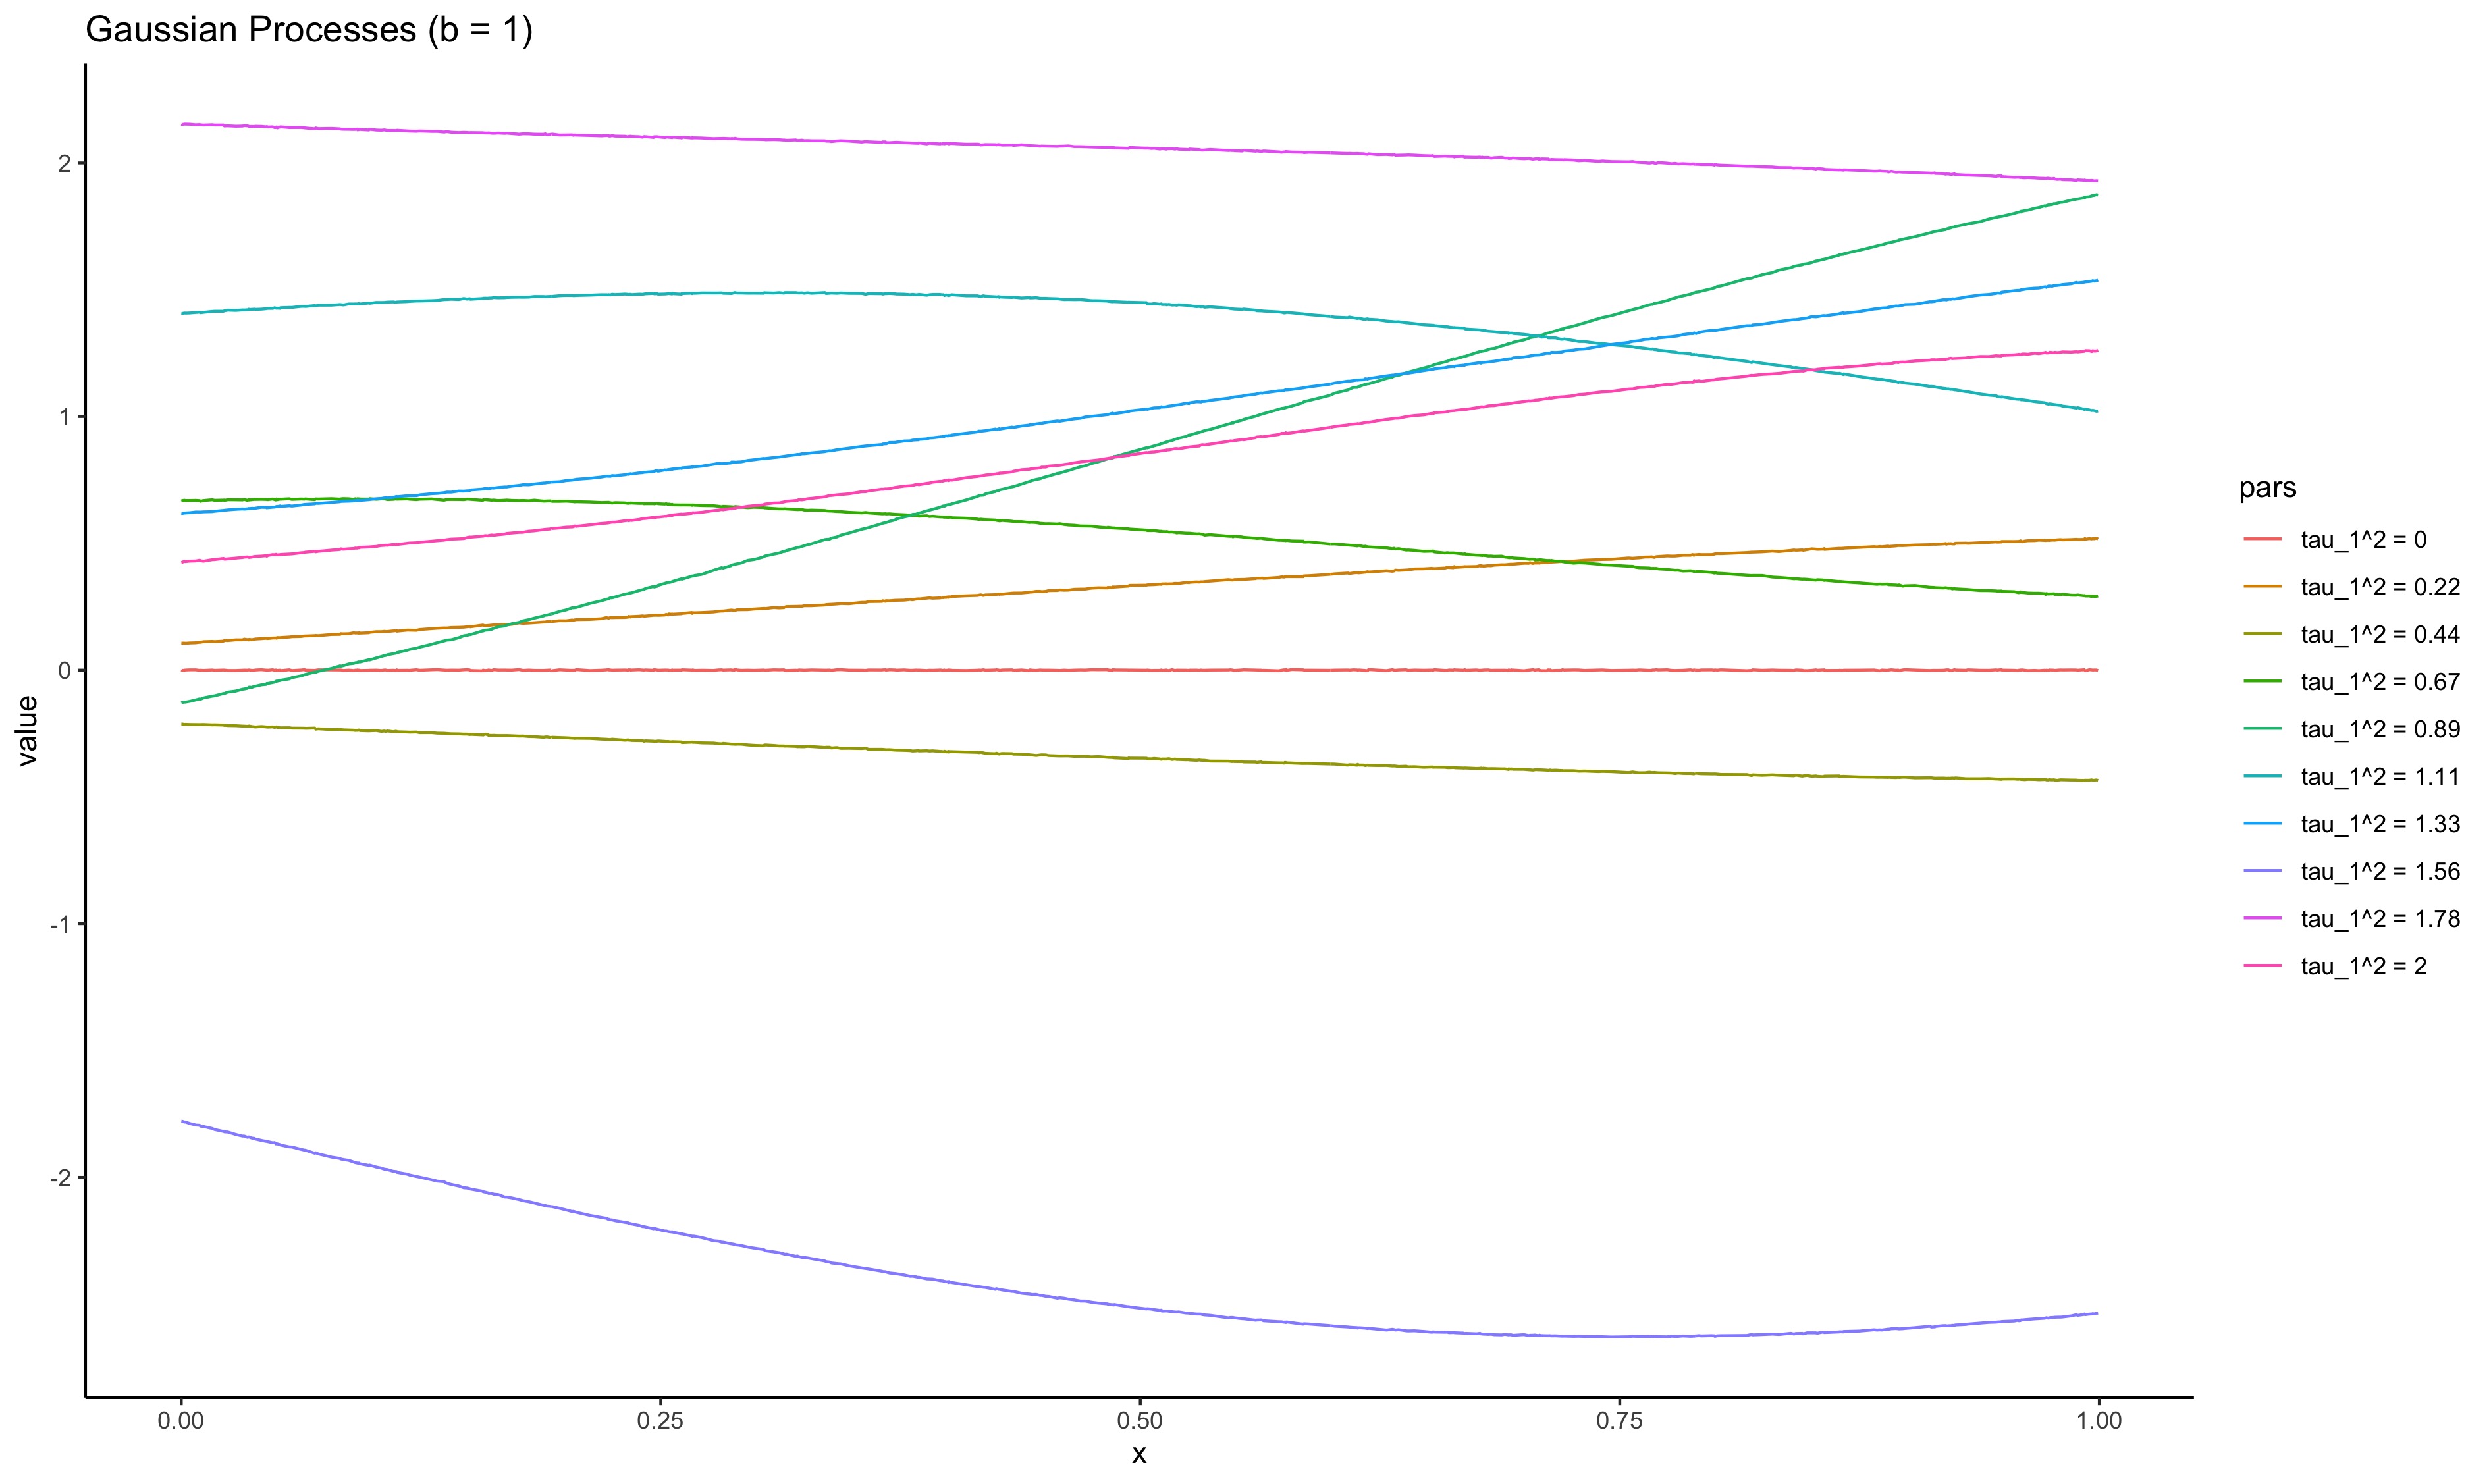 Gaussian Processes (b = 1)
value
2
1
0
-1
-2
0.00 0.25 0.50 0.75 1.00
x
pars
tau_1^2 = 0
tau_1^2 = 0.22
tau_1^2 = 0.44
tau_1^2 = 0.67
tau_1^2 = 0.89
tau_1^2 = 1.11
tau_1^2 = 1.33
tau_1^2 = 1.56
tau_1^2 = 1.78
tau_1^2 = 2